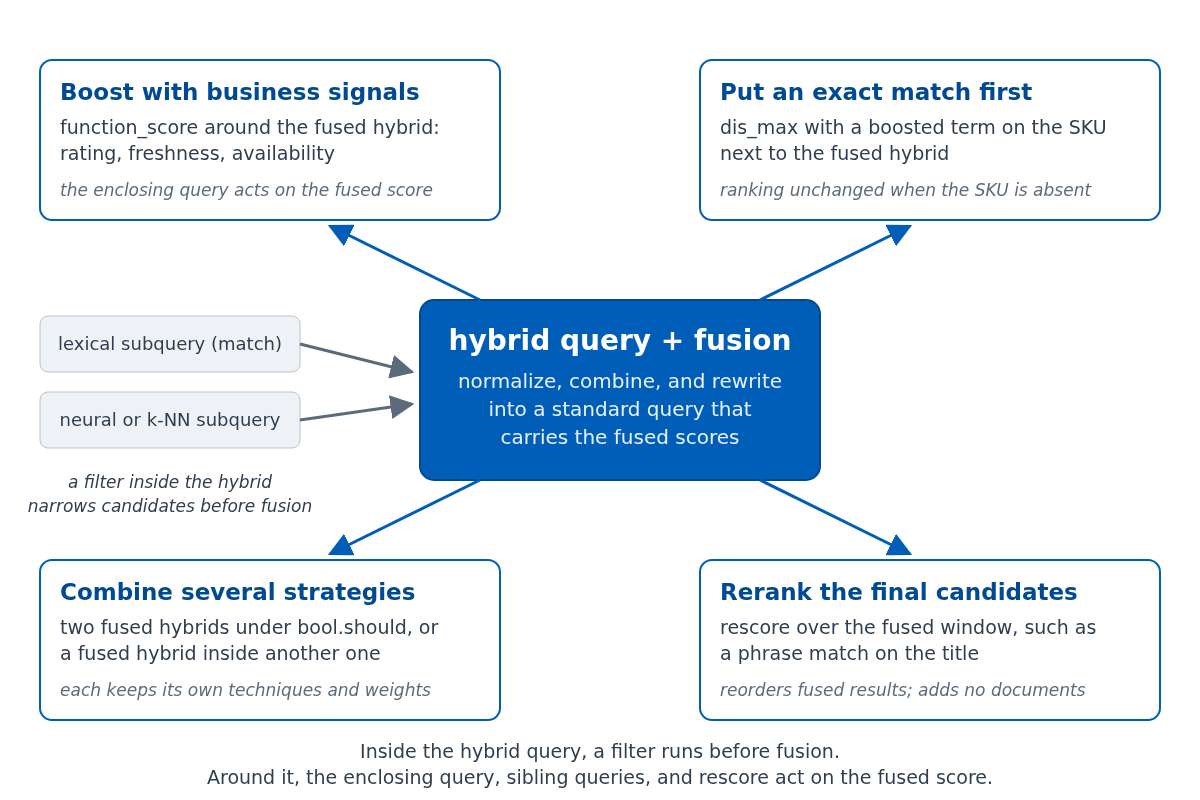 Boost with business signals
function_score around the fused hybrid:
rating, freshness, availability
the enclosing query acts on the fused score
Put an exact match first
dis_max with a boosted term on the SKU
next to the fused hybrid
ranking unchanged when the SKU is absent
lexical subquery (match)
neural or k-NN subquery
a filter inside the hybrid
narrows candidates before fusion
hybrid query + fusion
normalize, combine, and rewrite
into a standard query that
carries the fused scores
Combine several strategies
two fused hybrids under bool.should, or
a fused hybrid inside another one
each keeps its own techniques and weights
Rerank the final candidates
rescore over the fused window, such as
a phrase match on the title
reorders fused results; adds no documents
Inside the hybrid query, a filter runs before fusion.
Around it, the enclosing query, sibling queries, and rescore act on the fused score.